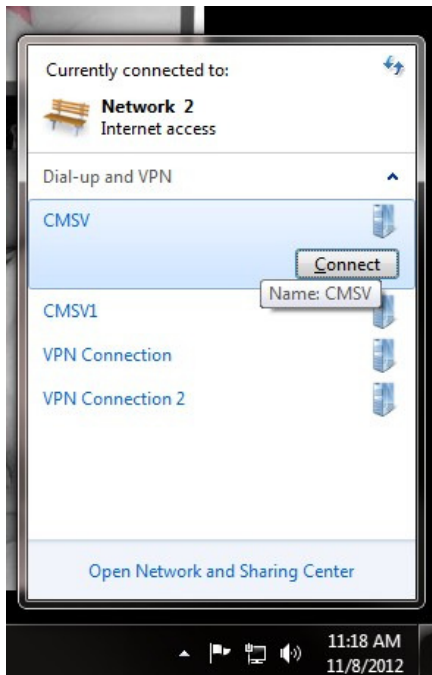 Currently connected to:
Network 2
Internet access
Dial-up and VPN
CMSV
Connect
Name: CMSV
CMSV1
VPN Connection
VPN Connection 2
Open Network and Sharing Center
11:18 AM
11/8/2012